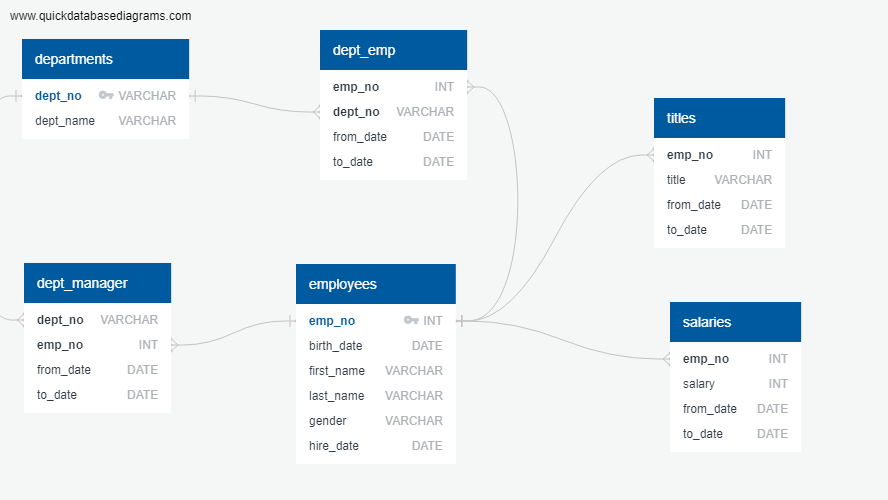 www.quickdatabasediagrams.com
departments
dept_no VARCHAR
dept_name VARCHAR
dept_emp
emp_no INT
dept_no VARCHAR
from_date DATE
to_date DATE
titles
emp_no INT
title VARCHAR
from_date DATE
to_date DATE
dept_manager
dept_no VARCHAR
emp_no INT
from_date DATE
to_date DATE
employees
emp_no INT
birth_date DATE
first_name VARCHAR
last_name VARCHAR
gender VARCHAR
hire_date DATE
salaries
emp_no INT
salary INT
from_date DATE
to_date DATE